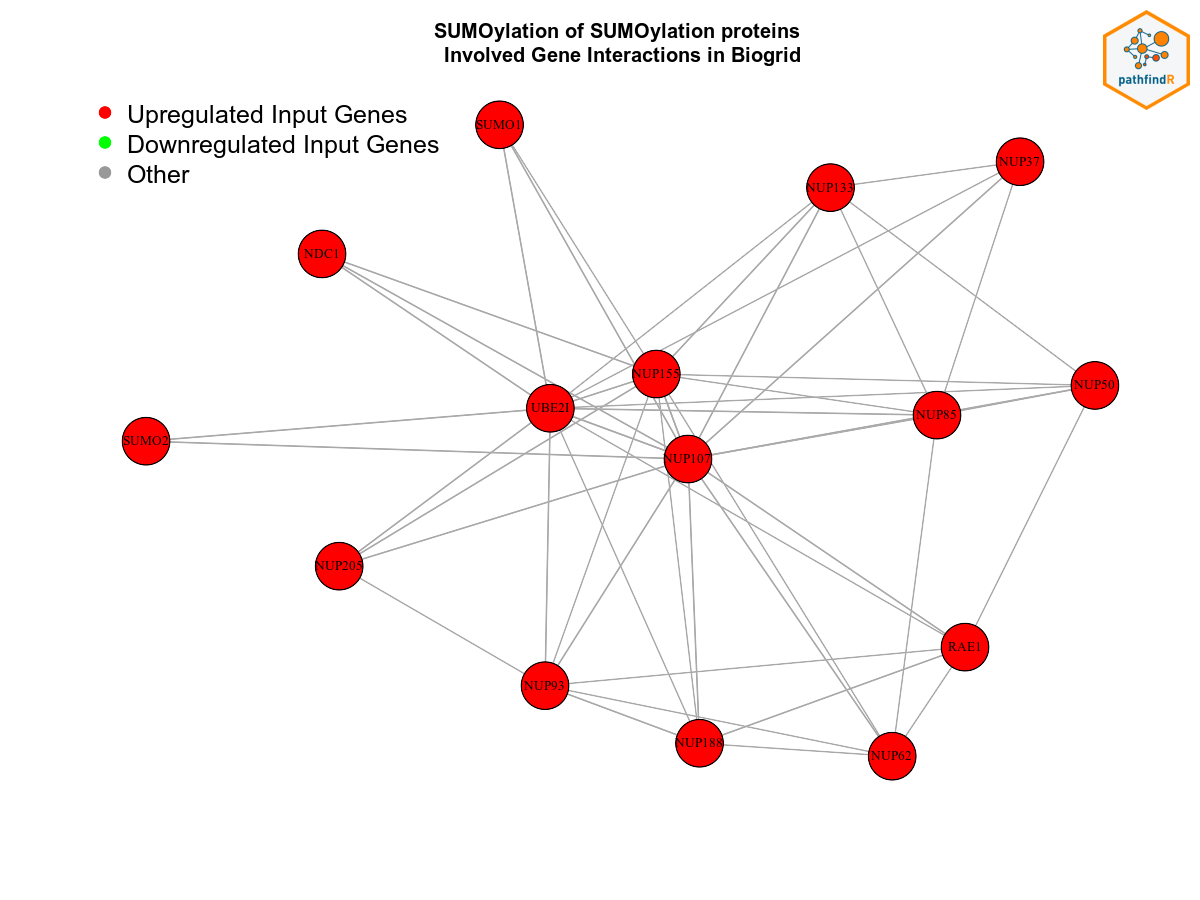 SUMOylation of SUMOylation proteins
Involved Gene Interactions in Biogrid
pathfindR
Upregulated Input Genes
Downregulated Input Genes
Other
SUMO1
NUP37
NUP133
NDC1
NUP155
NUP50
UBE2I
NUP85
SUMO2
NUP107
NUP205
RAE1
NUP93
NUP188
NUP62